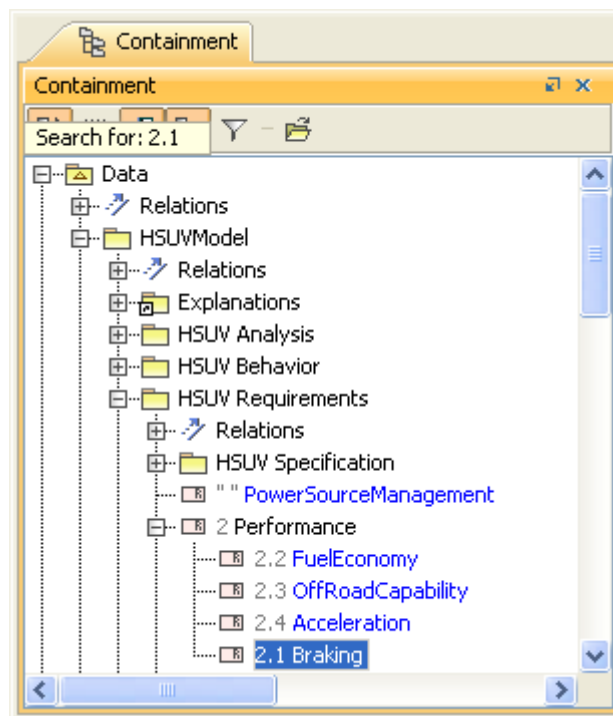 Containment
Containment
Search for: 2.1
Data
Relations
HSUVModel
Relations
Explanations
HSUV Analysis
HSUV Behavior
HSUV Requirements
Relations
HSUV Specification
" " PowerSourceManagement
2 Performance
2.2 FuelEconomy
2.3 OffRoadCapability
2.4 Acceleration
2.1 Braking